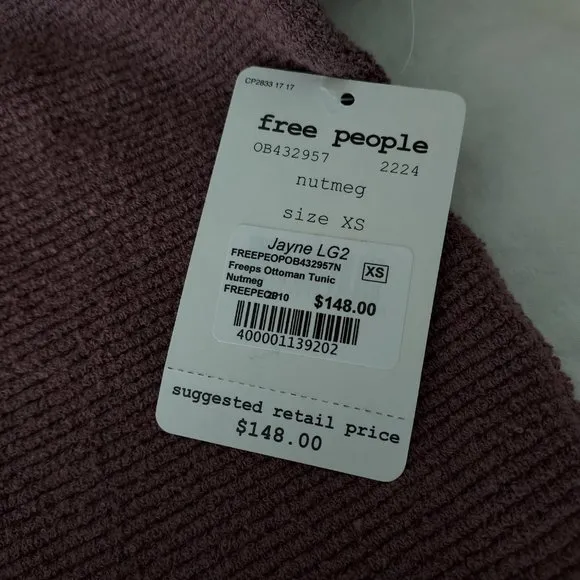 CP2833 17 17
free people
OB432957 2224
nutmeg
size XS
Jayne LG2
FREEPEOPOB432957N
XS
Freeps Ottoman Tunic
Nutmeg
$148.00
400001139202
suggested retail price
$148.00